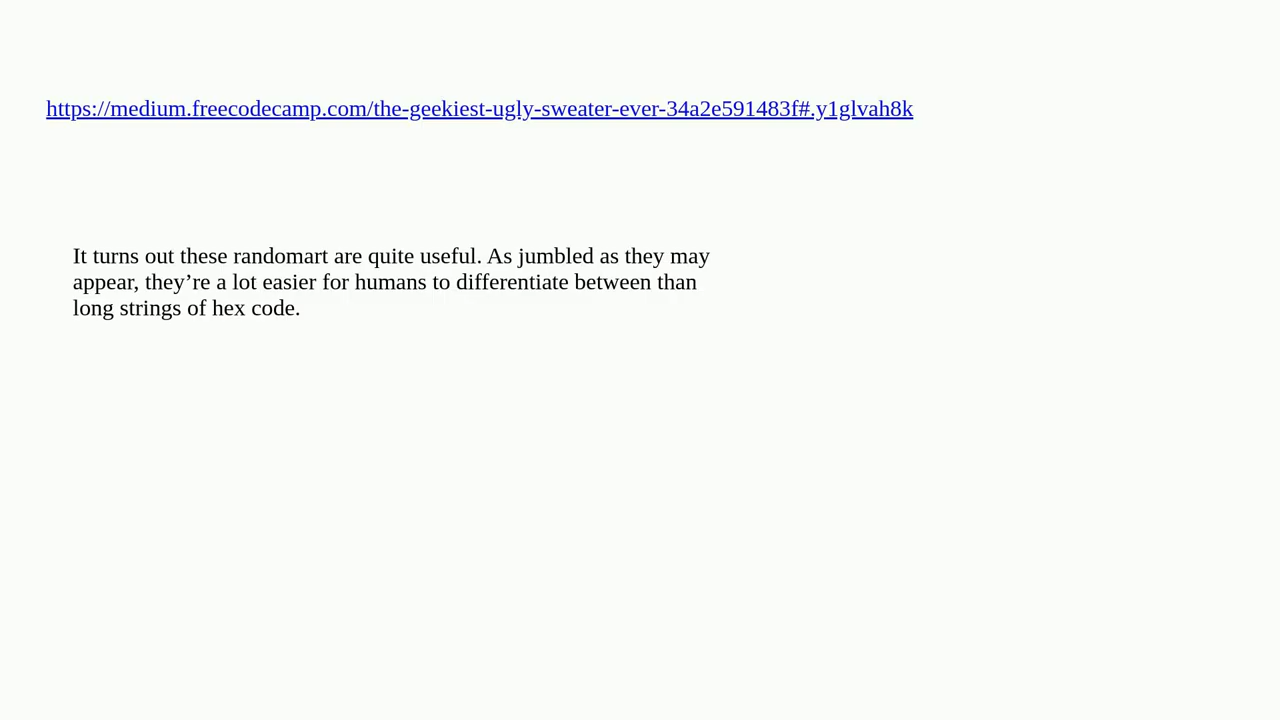 https://medium.freecodecamp.com/the-geekiest-ugly-sweater-ever-34a2e591483f#.y1glvah8k
It turns out these randomart are quite useful. As jumbled as they may
appear, they’re a lot easier for humans to differentiate between than
long strings of hex code.